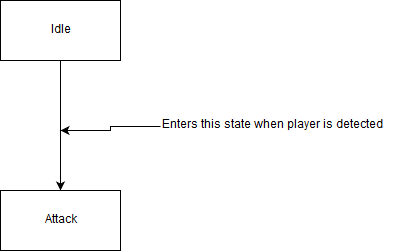 Idle
Enters this state when player is detected
Attack